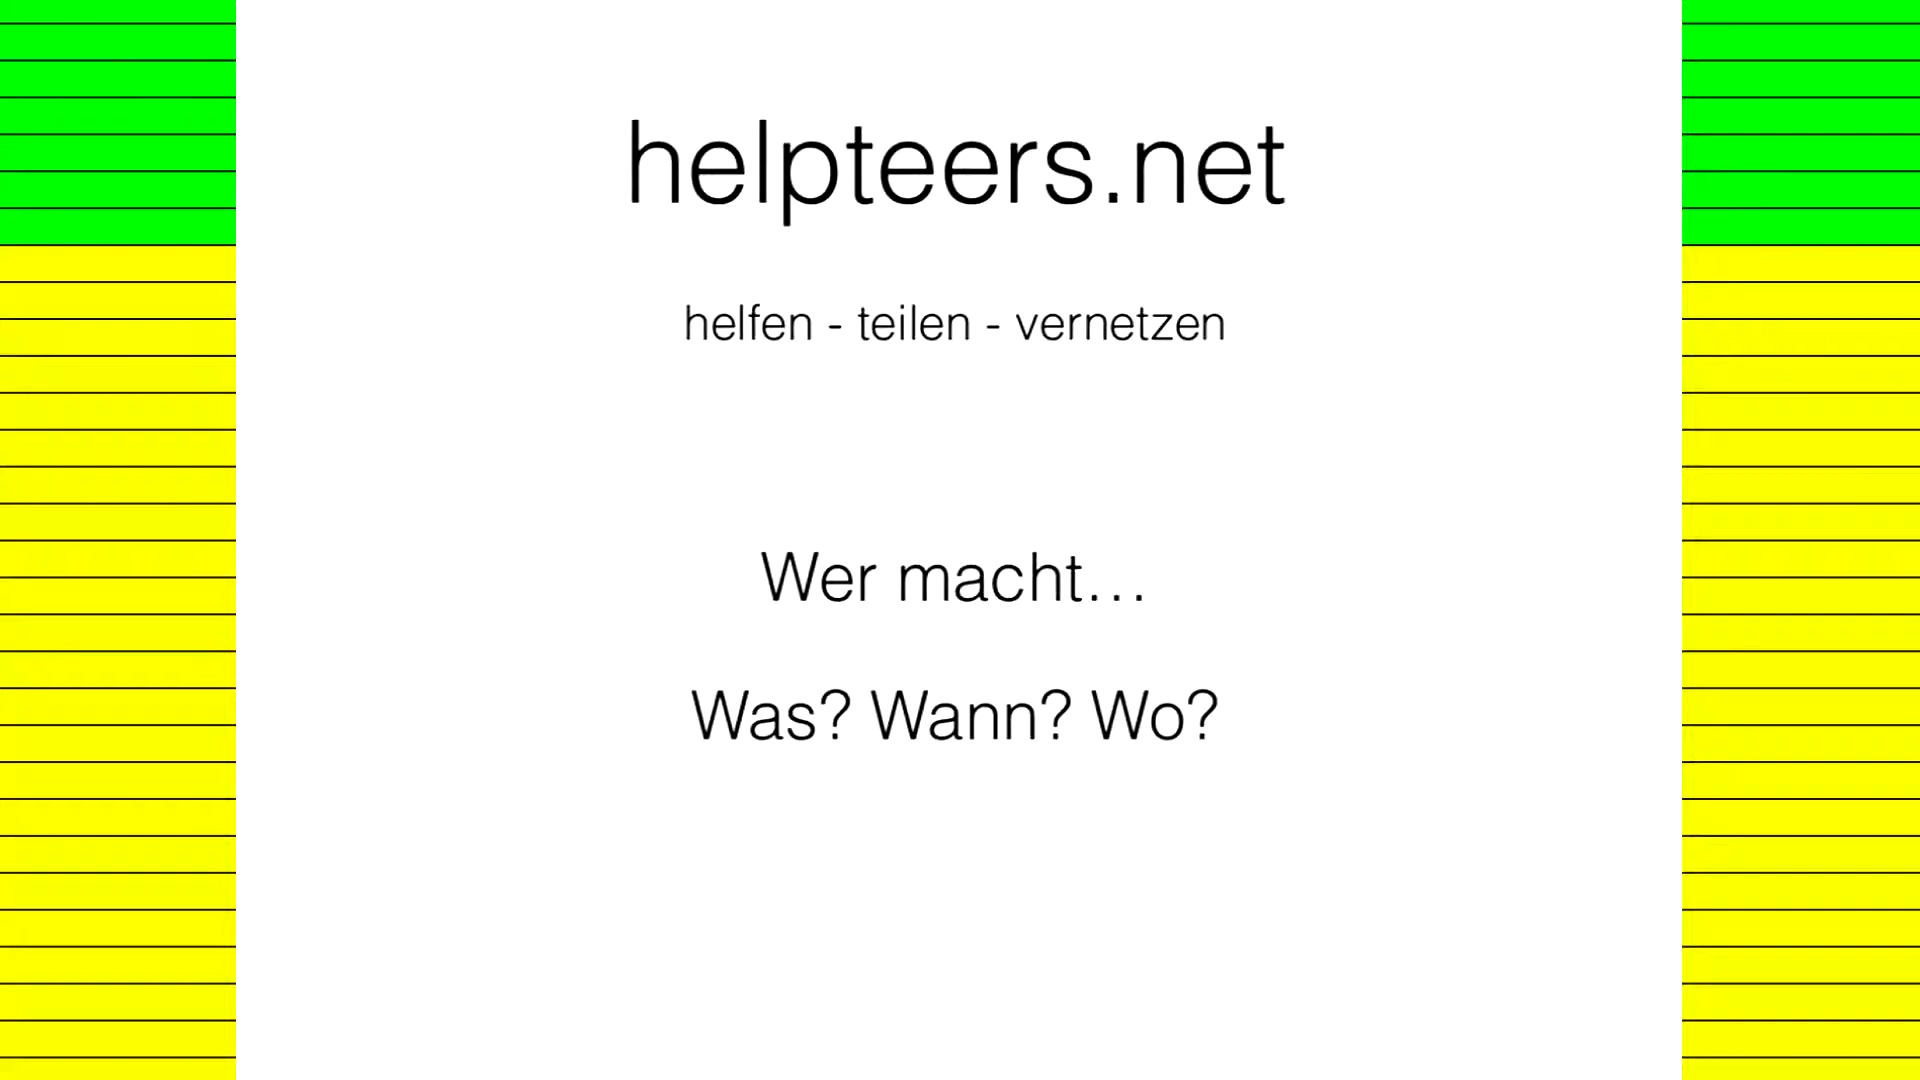 helpteers.net
helfen - teilen - vernetzen
Wer macht…
Was? Wann? Wo?